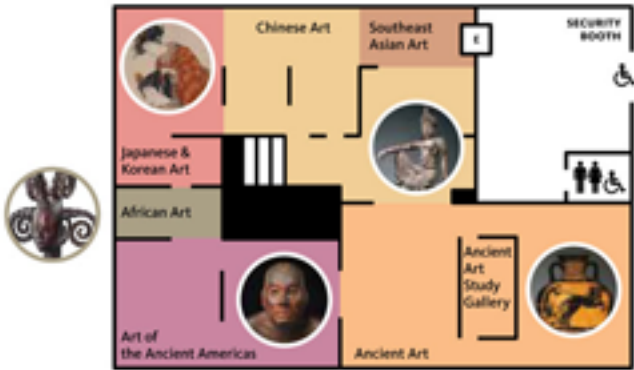 Chinese Art
Southeast
Asian Art
E
SECURITY
BOOTH
Japanese &
Korean Art
African Art
Ancient
Art
Study
Gallery
Art of
the Ancient Americas
Ancient Art